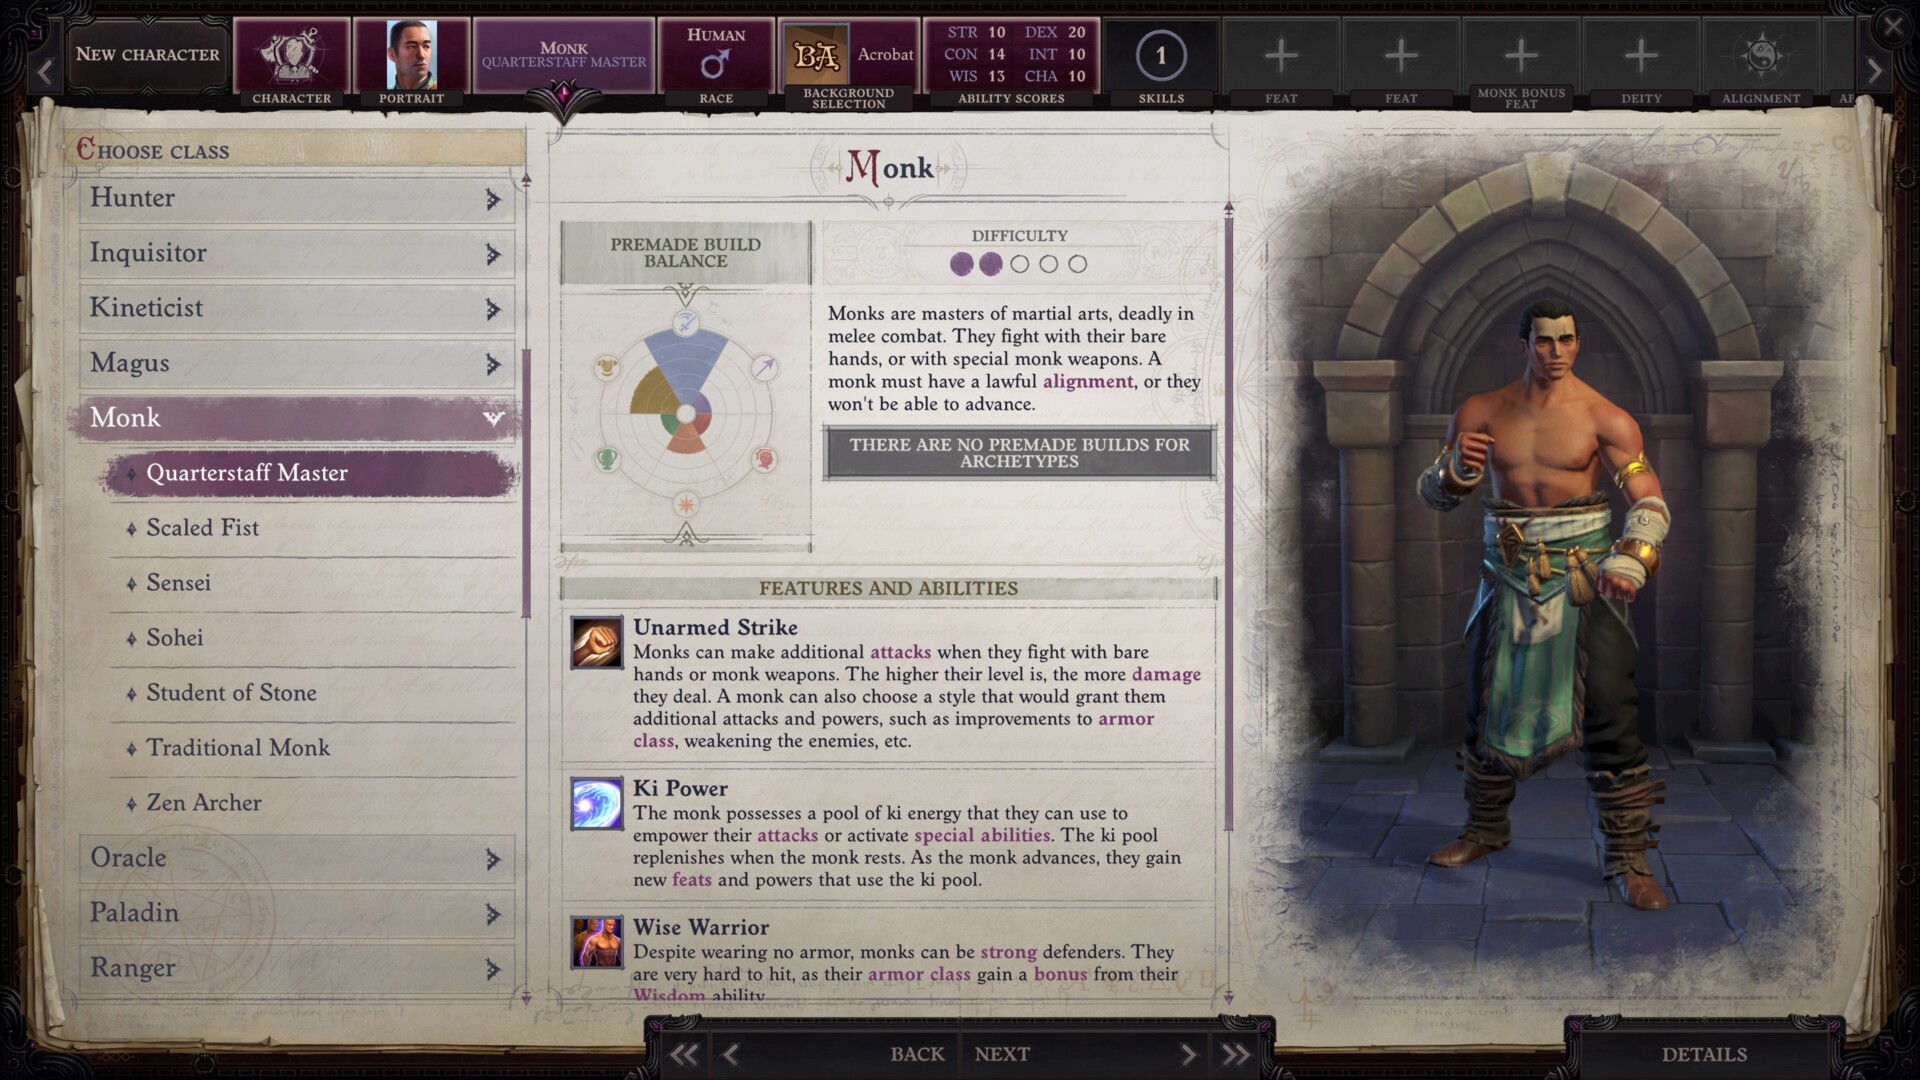 NEW CHARACTER
CHARACTER
PORTRAIT
MONK
QUARTERSTAFF MASTER
HUMAN
RACE
BA
Acrobat
BACKGROUND
SELECTION
STR 10 DEX 20
CON 14 INT 10
WIS 13 CHA 10
ABILITY SCORES
1
SKILLS
FEAT
FEAT
MONK BONUS
FEAT
DEITY
ALIGNMENT
CHOOSE CLASS
Hunter
Inquisitor
Kineticist
Magus
Monk
Quarterstaff Master
Scaled Fist
Sensei
Sohei
Student of Stone
Traditional Monk
Zen Archer
Oracle
Paladin
Ranger
Monk
PREMADE BUILD
BALANCE
DIFFICULTY
Monks are masters of martial arts, deadly in
melee combat. They fight with their bare
hands, or with special monk weapons. A
monk must have a lawful alignment, or they
won't be able to advance.
THERE ARE NO PREMADE BUILDS FOR
ARCHETYPES
FEATURES AND ABILITIES
Unarmed Strike
Monks can make additional attacks when they fight with bare
hands or monk weapons. The higher their level is, the more damage
they deal. A monk can also choose a style that would grant them
additional attacks and powers, such as improvements to armor
class, weakening the enemies, etc.
Ki Power
The monk possesses a pool of ki energy that they can use to
empower their attacks or activate special abilities. The ki pool
replenishes when the monk rests. As the monk advances, they gain
new feats and powers that use the ki pool.
Wise Warrior
Despite wearing no armor, monks can be strong defenders. They
are very hard to hit, as their armor class gain a bonus from their
Wisdom ability
BACK
NEXT
DETAILS